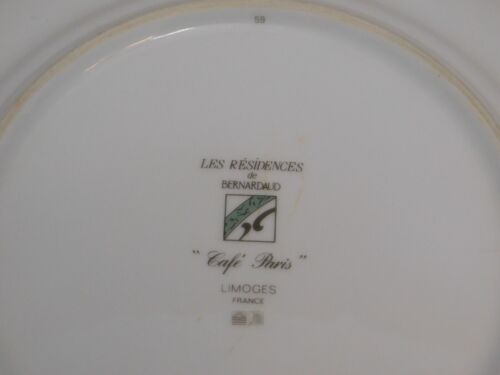 59
LES RÉSIDENCES
de
BERNARDAUD
"Café Paris"
LIMOGES
FRANCE